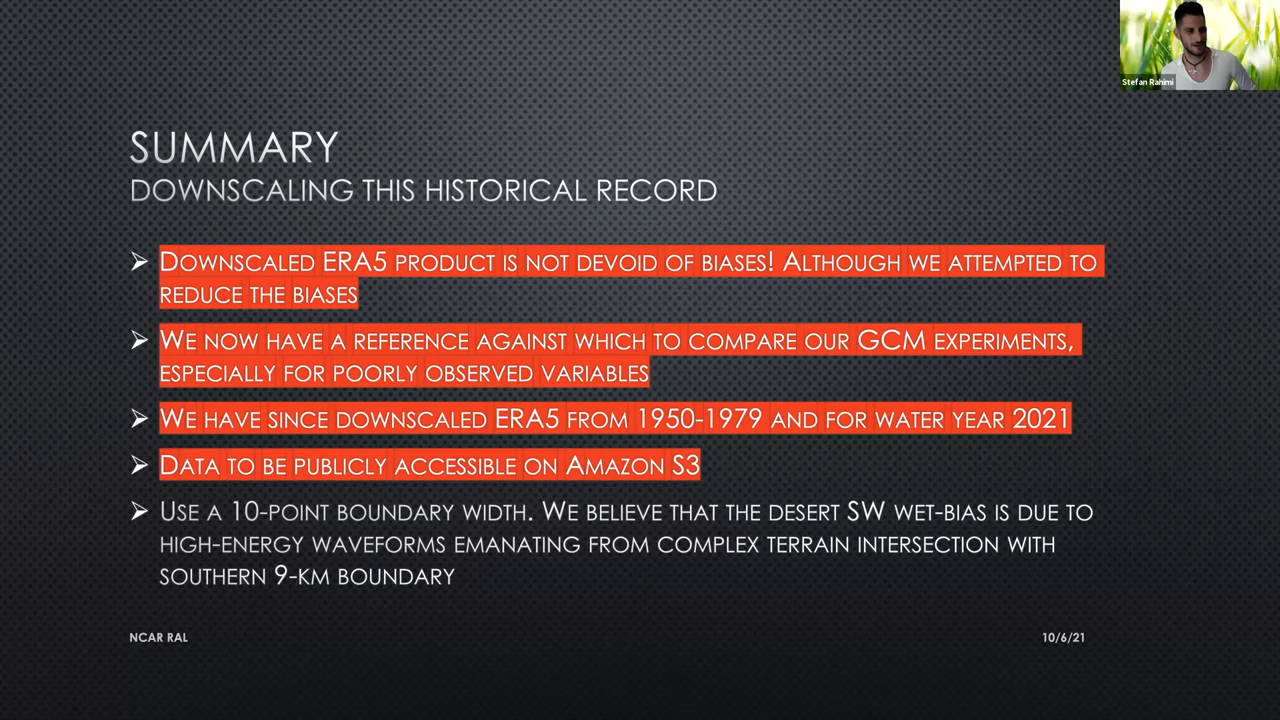 Stefan Rahimi
SUMMARY
DOWNSCALING THIS HISTORICAL RECORD
➢ Downscaled ERA5 product is not devoid of biases! Although we attempted to
reduce the biases
➢ We now have a reference against which to compare our GCM experiments,
especially for poorly observed variables
➢ We have since downscaled ERA5 from 1950-1979 and for water year 2021
➢ Data to be publicly accessible on Amazon S3
➢ Use a 10-point boundary width. We believe that the desert SW wet-bias is due to
high-energy waveforms emanating from complex terrain intersection with
southern 9-km boundary
NCAR RAL
10/6/21